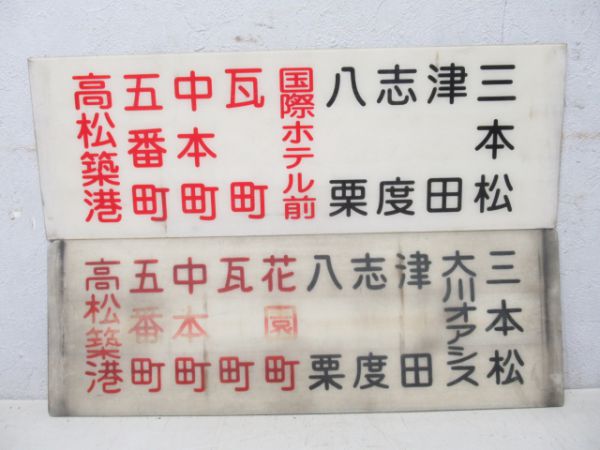 三本松
津田
志度
八栗
国際ホテル前
瓦町
中本町
五番町
高松築港
三本松
大川オアシス
津田
志度
八栗
花園町
瓦町
中本町
五番町
高松築港